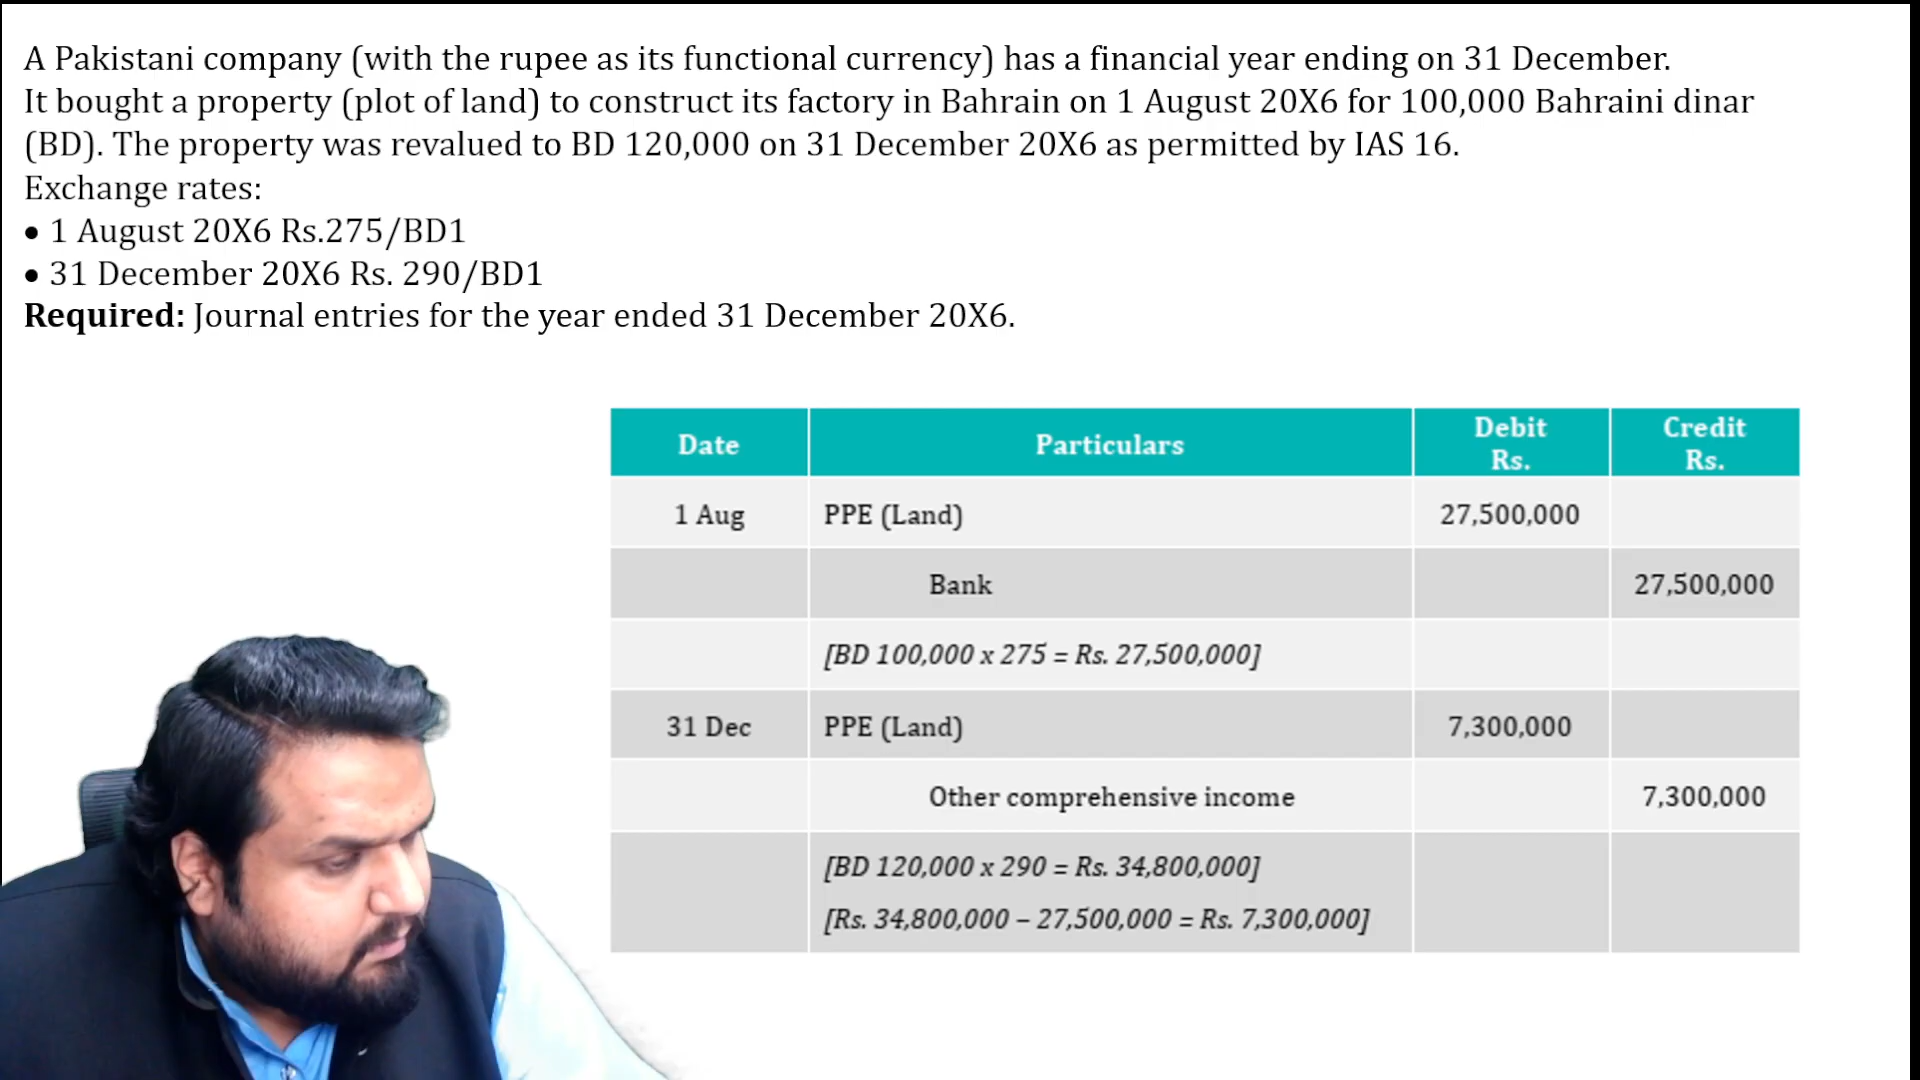 A Pakistani company (with the rupee as its functional currency) has a financial year ending on 31 December.
It bought a property (plot of land) to construct its factory in Bahrain on 1 August 20X6 for 100,000 Bahraini dinar
(BD). The property was revalued to BD 120,000 on 31 December 20X6 as permitted by IAS 16.
Exchange rates:
• 1 August 20X6 Rs.275/BD1
• 31 December 20X6 Rs. 290/BD1
Required: Journal entries for the year ended 31 December 20X6.
Date Particulars Debit Rs. Credit Rs.
1 Aug PPE (Land) 27,500,000
Bank 27,500,000
[BD 100,000 x 275 = Rs. 27,500,000]
31 Dec PPE (Land) 7,300,000
Other comprehensive income 7,300,000
[BD 120,000 x 290 = Rs. 34,800,000]
[Rs. 34,800,000 – 27,500,000 = Rs. 7,300,000]